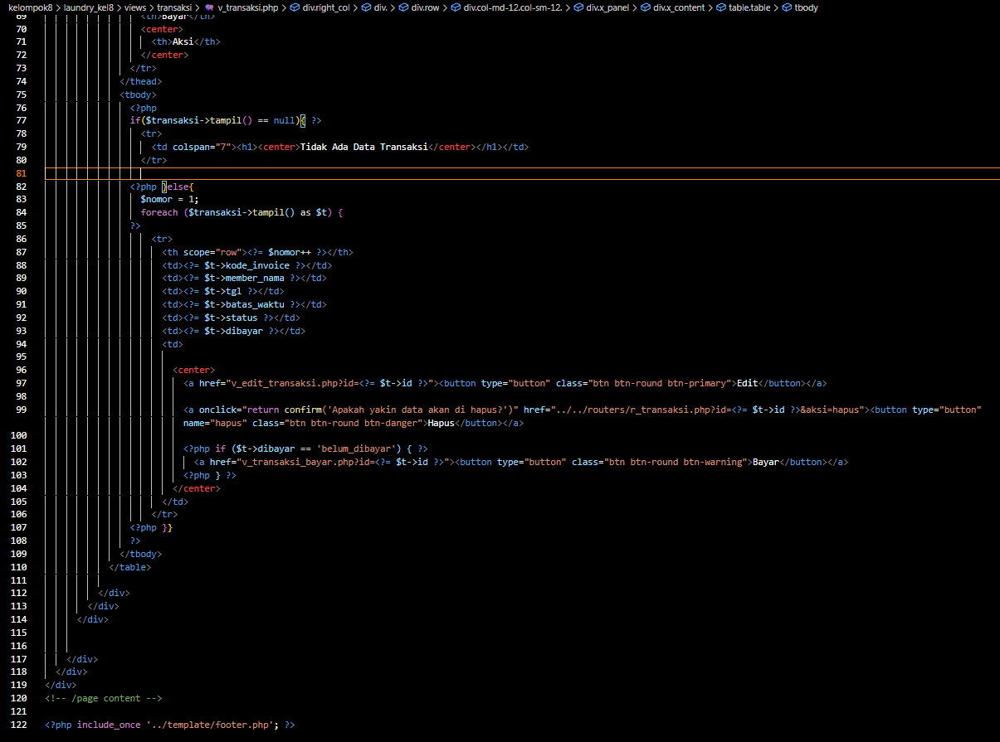 kelompok8 > laundry_kel8 > views > transaksi > v_transaksi.php > div.right_col > div. > div.row > div.col-md-12.col-sm-12. > div.x_panel > div.x_content > table.table > tbody
69 <th>Bayar</th>
70 <center>
71 <th>Aksi</th>
72 </center>
73 </tr>
74 </thead>
75 <tbody>
76 <?php
77 if($transaksi->tampil() == null){ ?>
78 <tr>
79 <td colspan="7"><h1><center>Tidak Ada Data Transaksi</center></h1></td>
80 </tr>
81
82 <?php }else{
83 $nomor = 1;
84 foreach ($transaksi->tampil() as $t) {
85 ?>
86 <tr>
87 <th scope="row"><?= $nomor++ ?></th>
88 <td><?= $t->kode_invoice ?></td>
89 <td><?= $t->member_nama ?></td>
90 <td><?= $t->tgl ?></td>
91 <td><?= $t->batas_waktu ?></td>
92 <td><?= $t->status ?></td>
93 <td><?= $t->dibayar ?></td>
94 <td>
95
96 <center>
97 <a href="v_edit_transaksi.php?id=<?= $t->id ?>"><button type="button" class="btn btn-round btn-primary">Edit</button></a>
98
99 <a onclick="return confirm('Apakah yakin data akan di hapus?')" href="../../routers/r_transaksi.php?id=<?= $t->id ?>&aksi=hapus"><button type="button"
name="hapus" class="btn btn-round btn-danger">Hapus</button></a>
100
101 <?php if ($t->dibayar == 'belum_dibayar') { ?>
102 <a href="v_transaksi_bayar.php?id=<?= $t->id ?>"><button type="button" class="btn btn-round btn-warning">Bayar</button></a>
103 <?php } ?>
104 </center>
105 </td>
106 </tr>
107 <?php }}
108 ?>
109 </tbody>
110 </table>
111
112 </div>
113 </div>
114 </div>
115
116
117 </div>
118 </div>
119 </div>
120 <!-- /page content -->
121
122 <?php include_once '../template/footer.php'; ?>